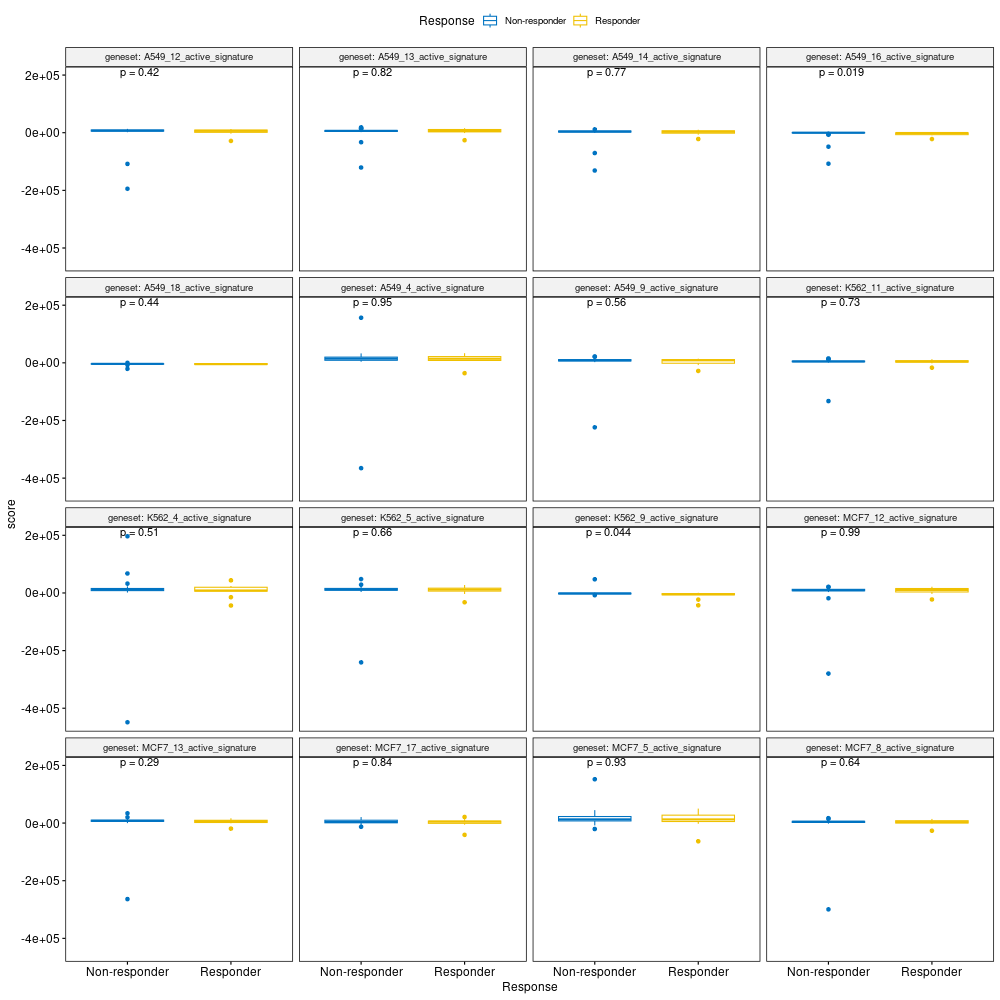 Response Non-responder Responder
geneset: A549_12_active_signature geneset: A549_13_active_signature geneset: A549_14_active_signature geneset: A549_16_active_signature
p = 0.42 p = 0.82 p = 0.77 p = 0.019
2e+05
0e+00
-2e+05
-4e+05
geneset: A549_18_active_signature geneset: A549_4_active_signature geneset: A549_9_active_signature geneset: K562_11_active_signature
p = 0.44 p = 0.95 p = 0.56 p = 0.73
2e+05
0e+00
-2e+05
-4e+05
score
geneset: K562_4_active_signature geneset: K562_5_active_signature geneset: K562_9_active_signature geneset: MCF7_12_active_signature
p = 0.51 p = 0.66 p = 0.044 p = 0.99
2e+05
0e+00
-2e+05
-4e+05
geneset: MCF7_13_active_signature geneset: MCF7_17_active_signature geneset: MCF7_5_active_signature geneset: MCF7_8_active_signature
p = 0.29 p = 0.84 p = 0.93 p = 0.64
2e+05
0e+00
-2e+05
-4e+05
Non-responder Responder Non-responder Responder Non-responder Responder Non-responder Responder
Response